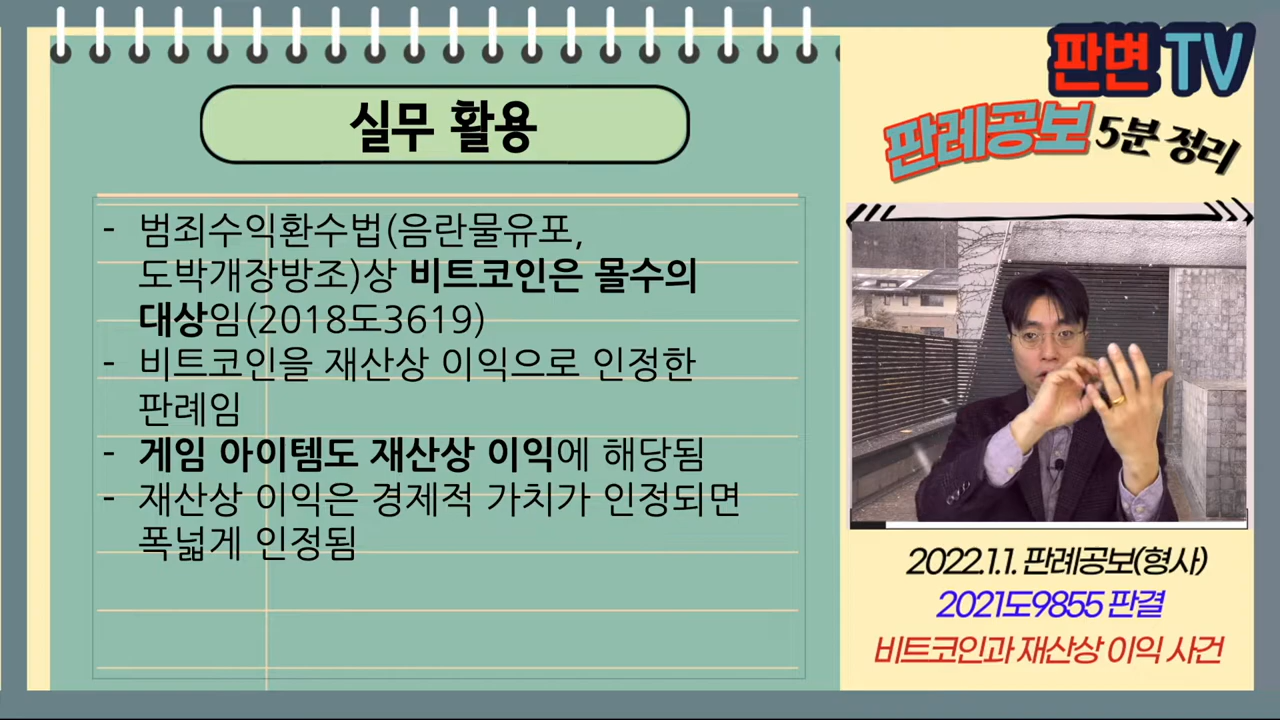 실무 활용
- 범죄수익환수법(음란물유포,
도박개장방조)상 비트코인은 몰수의
대상임(2018도3619)
- 비트코인을 재산상 이익으로 인정한
판례임
- 게임 아이템도 재산상 이익에 해당됨
- 재산상 이익은 경제적 가치가 인정되면
폭넓게 인정됨
판변 TV
판례공보 5분 정리
2022.1.1. 판례공보(형사)
2021도9855 판결
비트코인과 재산상 이익 사건